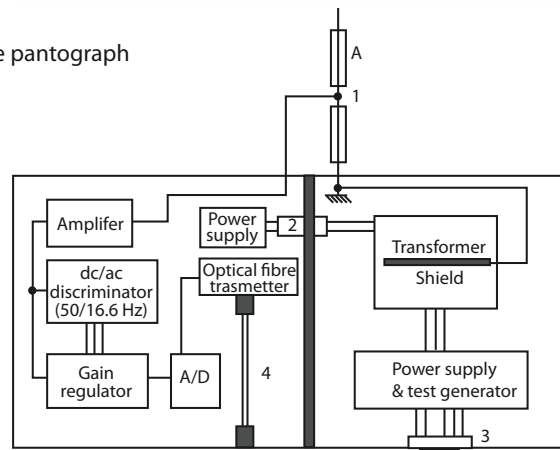 e pantograph
A
1
Amplifer
Power
supply
2
Transformer
Shield
dc/ac
discriminator
(50/16.6 Hz)
Optical fibre
trasmetter
Gain
regulator
A/D
4
Power supply
& test generator
3